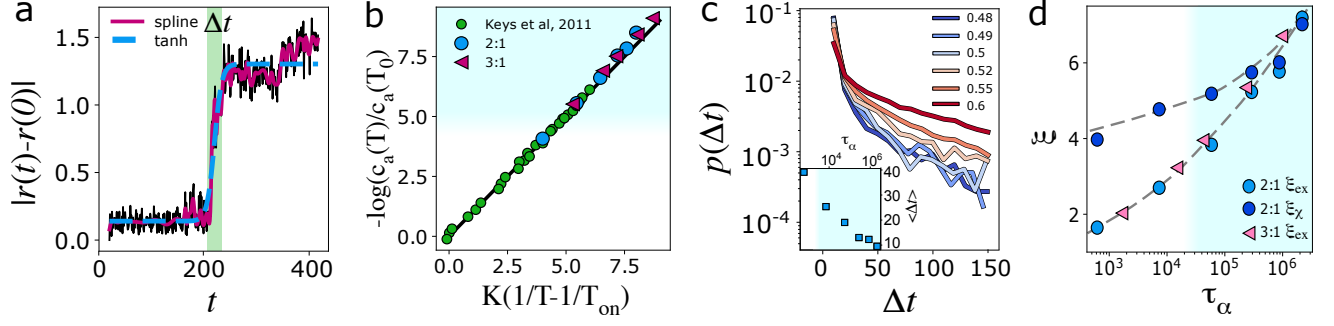 a
spline
tanh
Δt
|r(t)-r(0)|
1.5
1.0
0.5
0.0
0
200
400
t
b
Keys et al, 2011
2:1
3:1
-log(c_a(T)/c_a(T_0)
7.5
5.0
2.5
0.0
0.0
2.5
5.0
7.5
K(1/T-1/T_on)
c
0.48
0.49
0.5
0.52
0.55
0.6
p(Δt)
10^-1
10^-2
10^-3
10^-4
τ_α
10^4
10^6
40
30
20
10
<Δt>
0
50
100
150
Δt
d
ξ
6
4
2
2:1 ξ_ex
2:1 ξ_χ
3:1 ξ_ex
10^3
10^4
10^5
10^6
τ_α